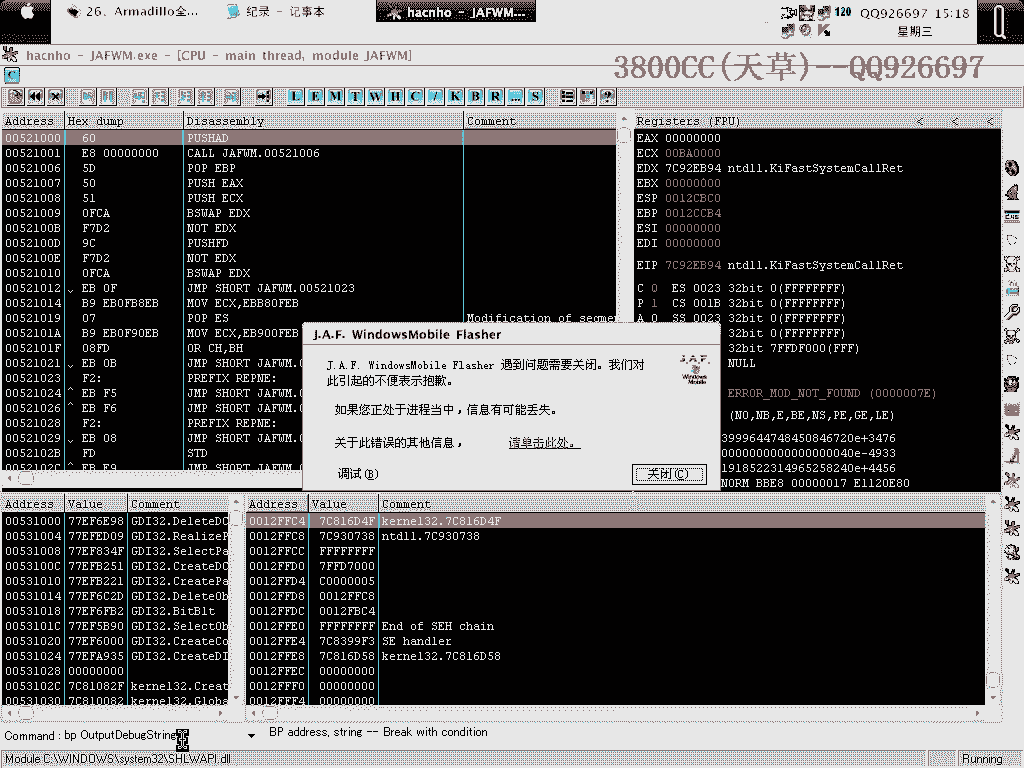 26. Armadillo全...
纪录 - 记事本
hacnho - JAFWM...
120
QQ926697 15:18
星期三
hacnho - JAFWM.exe - [CPU - main thread, module JAFWM]
3800CC(天草)--QQ926697
C
L E M T W H C / K B R ... S
Address Hex dump Disassembly Comment
00521000 60 PUSHAD
00521001 E8 00000000 CALL JAFWM.00521006
00521006 5D POP EBP
00521007 50 PUSH EAX
00521008 51 PUSH ECX
00521009 0FCA BSWAP EDX
0052100B F7D2 NOT EDX
0052100D 9C PUSHFD
0052100E F7D2 NOT EDX
00521010 0FCA BSWAP EDX
00521012 EB 0F JMP SHORT JAFWM.00521023
00521014 B9 EB0FB8EB MOV ECX,EBB80FEB
00521019 07 POP ES Modification of segme
0052101A B9 EB0F90EB MOV ECX,EB900FEB
0052101F 08FD OR CH,BH
00521021 EB 0B JMP SHORT JAFWM
00521023 F2: PREFIX REPNE:
00521024 ^ EB F5 JMP SHORT JAFWM
00521026 ^ EB F6 JMP SHORT JAFWM
00521028 F2: PREFIX REPNE:
00521029 EB 08 JMP SHORT JAFWM
0052102B FD STD
0052102C ^ EB E9 JMP SHORT JAFWM
Registers (FPU) < < <
EAX 00000000
ECX 00BA0000
EDX 7C92EB94 ntdll.KiFastSystemCallRet
EBX 00000000
ESP 0012CBC0
EBP 0012CCB4
ESI 00000000
EDI 00000000
EIP 7C92EB94 ntdll.KiFastSystemCallRet
C 0 ES 0023 32bit 0(FFFFFFFF)
P 1 CS 001B 32bit 0(FFFFFFFF)
A 0 SS 0023 32bit 0(FFFFFFFF)
32bit 0(FFFFFFFF)
32bit 7FFDF000(FFF)
NULL
ERROR_MOD_NOT_FOUND (0000007E)
(NO,NB,E,BE,NS,PE,GE,LE)
3999644748450846720e+3476
0000000000000000040e-4933
1918522314965258240e+4456
NORM BBE8 00000017 E1120E80
J.A.F. WindowsMobile Flasher
J.A.F. WindowsMobile Flasher 遇到问题需要关闭。我们对
此引起的不便表示抱歉。
J.A.F.
Windows
Mobile
如果您正处于进程当中，信息有可能丢失。
关于此错误的其他信息， 请单击此处。
调试(B) 关闭(C)
Address Value Comment
00531000 77EF6E98 GDI32.DeleteDC
00531004 77EFED09 GDI32.RealizeP
00531008 77EF834F GDI32.SelectPa
0053100C 77EFB251 GDI32.CreateDC
00531010 77EFB221 GDI32.CreatePa
00531014 77EF6C2D GDI32.DeleteOb
00531018 77EF6FB2 GDI32.BitBlt
0053101C 77EF5B90 GDI32.SelectOb
00531020 77EF6000 GDI32.CreateCo
00531024 77EFA935 GDI32.CreateDI
00531028 00000000
0053102C 7C81082F kernel32.Creat
00531030 7C810082 kernel32.Globa
Address Value Comment
0012FFC4 7C816D4F kernel32.7C816D4F
0012FFC8 7C930738 ntdll.7C930738
0012FFCC FFFFFFFF
0012FFD0 7FFD7000
0012FFD4 C0000005
0012FFD8 0012FFC8
0012FFDC 0012FBC4
0012FFE0 FFFFFFFF End of SEH chain
0012FFE4 7C8399F3 SE handler
0012FFE8 7C816D58 kernel32.7C816D58
0012FFEC 00000000
0012FFF0 00000000
0012FFF4 00000000
Command : bp OutputDebugString
BP address, string -- Break with condition
Module C:\WINDOWS\system32\SHLWAPI.dll
Running